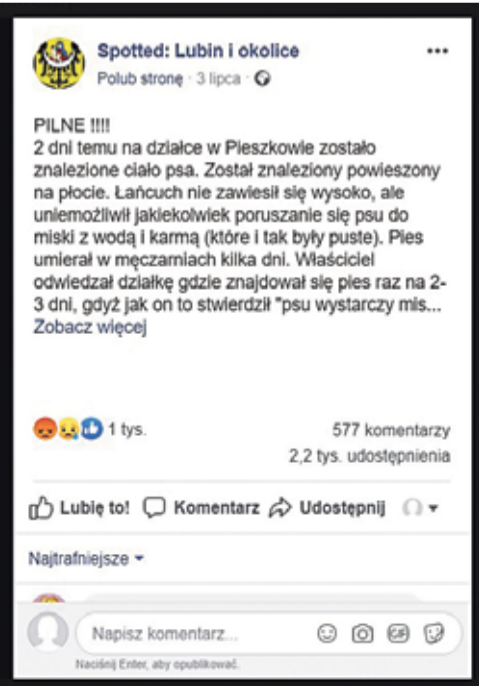 Spotted: Lubin i okolice
Polub stronę · 3 lipca ·
PILNE !!!!
2 dni temu na działce w Pieszkowie zostało
znalezione ciało psa. Został znaleziony powieszony
na płocie. Łańcuch nie zawiesił się wysoko, ale
uniemożliwił jakiekolwiek poruszanie się psu do
miski z wodą i karmą (które i tak były puste). Pies
umierał w męczarniach kilka dni. Właściciel
odwiedzał działkę gdzie znajdował się pies raz na 2-
3 dni, gdyż jak on to stwierdził "psu wystarczy mis...
Zobacz więcej
1 tys.
577 komentarzy
2,2 tys. udostępnienia
Lubię to!
Komentarz
Udostępnij
Najtrafniejsze
Napisz komentarz...
GIF
Naciśnij Enter, aby opublikować.